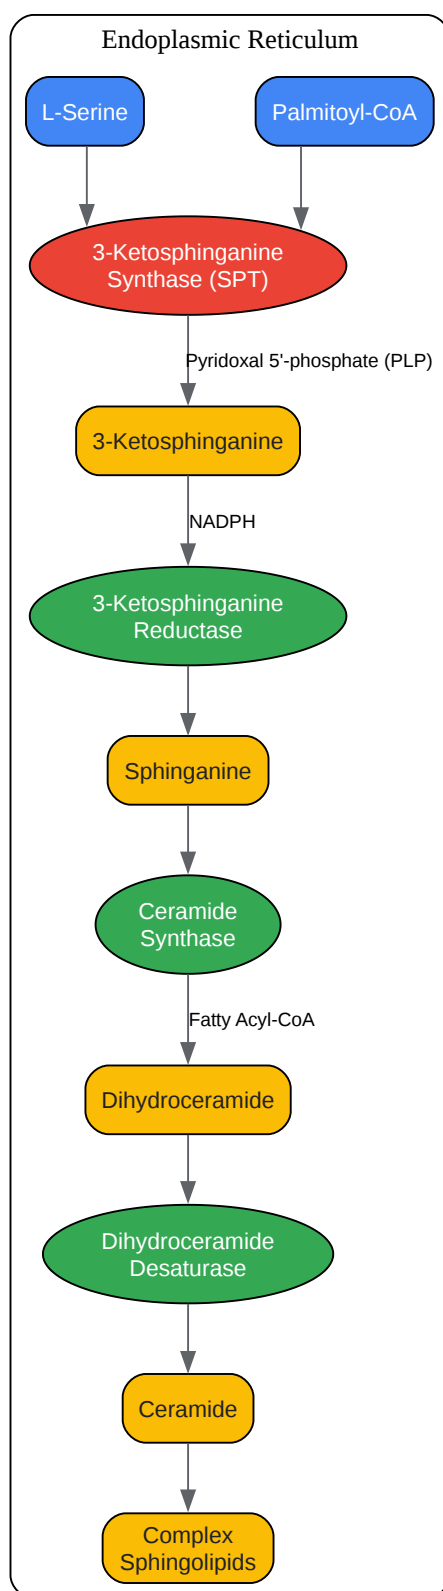 Endoplasmic Reticulum
L-Serine
Palmitoyl-CoA
3-Ketosphinganine
Synthase (SPT)
Pyridoxal 5'-phosphate (PLP)
3-Ketosphinganine
NADPH
3-Ketosphinganine
Reductase
Sphinganine
Ceramide
Synthase
Fatty Acyl-CoA
Dihydroceramide
Dihydroceramide
Desaturase
Ceramide
Complex
Sphingolipids